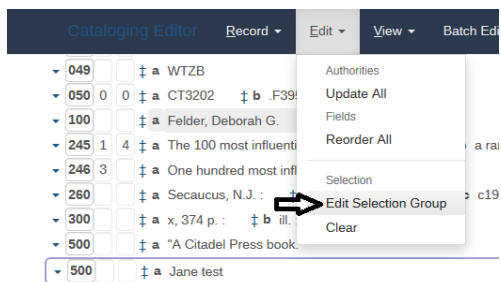 Cataloging Editor Record Edit View Batch Edi
049 ‡ a WTZB
050 0 0 ‡ a CT3202 ‡ b .F395
100 ‡ a Felder, Deborah G.
245 1 4 ‡ a The 100 most influenti a ra
246 3 ‡ a One hundred most infl
260 ‡ a Secaucus, N.J. : ‡ b c19
300 ‡ a x, 374 p. : ‡ b ill.
500 ‡ a "A Citadel Press book.
500 ‡ a Jane test
Authorities
Update All
Fields
Reorder All
Selection
Edit Selection Group
Clear